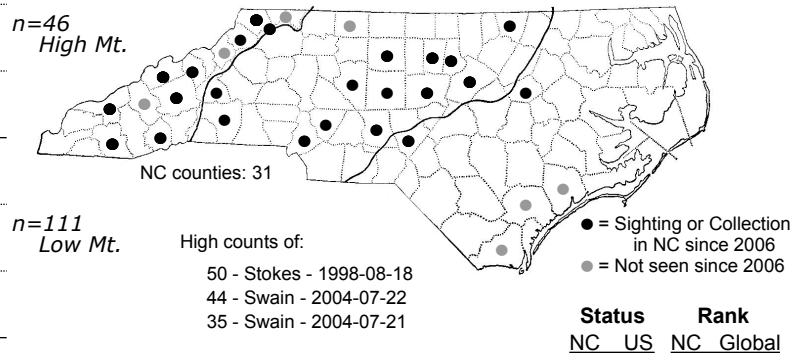 n=46
High Mt.
NC counties: 31
n=111
Low Mt.
High counts of:
50 - Stokes - 1998-08-18
44 - Swain - 2004-07-22
35 - Swain - 2004-07-21
= Sighting or Collection
in NC since 2006
= Not seen since 2006
Status Rank
NC US NC Global